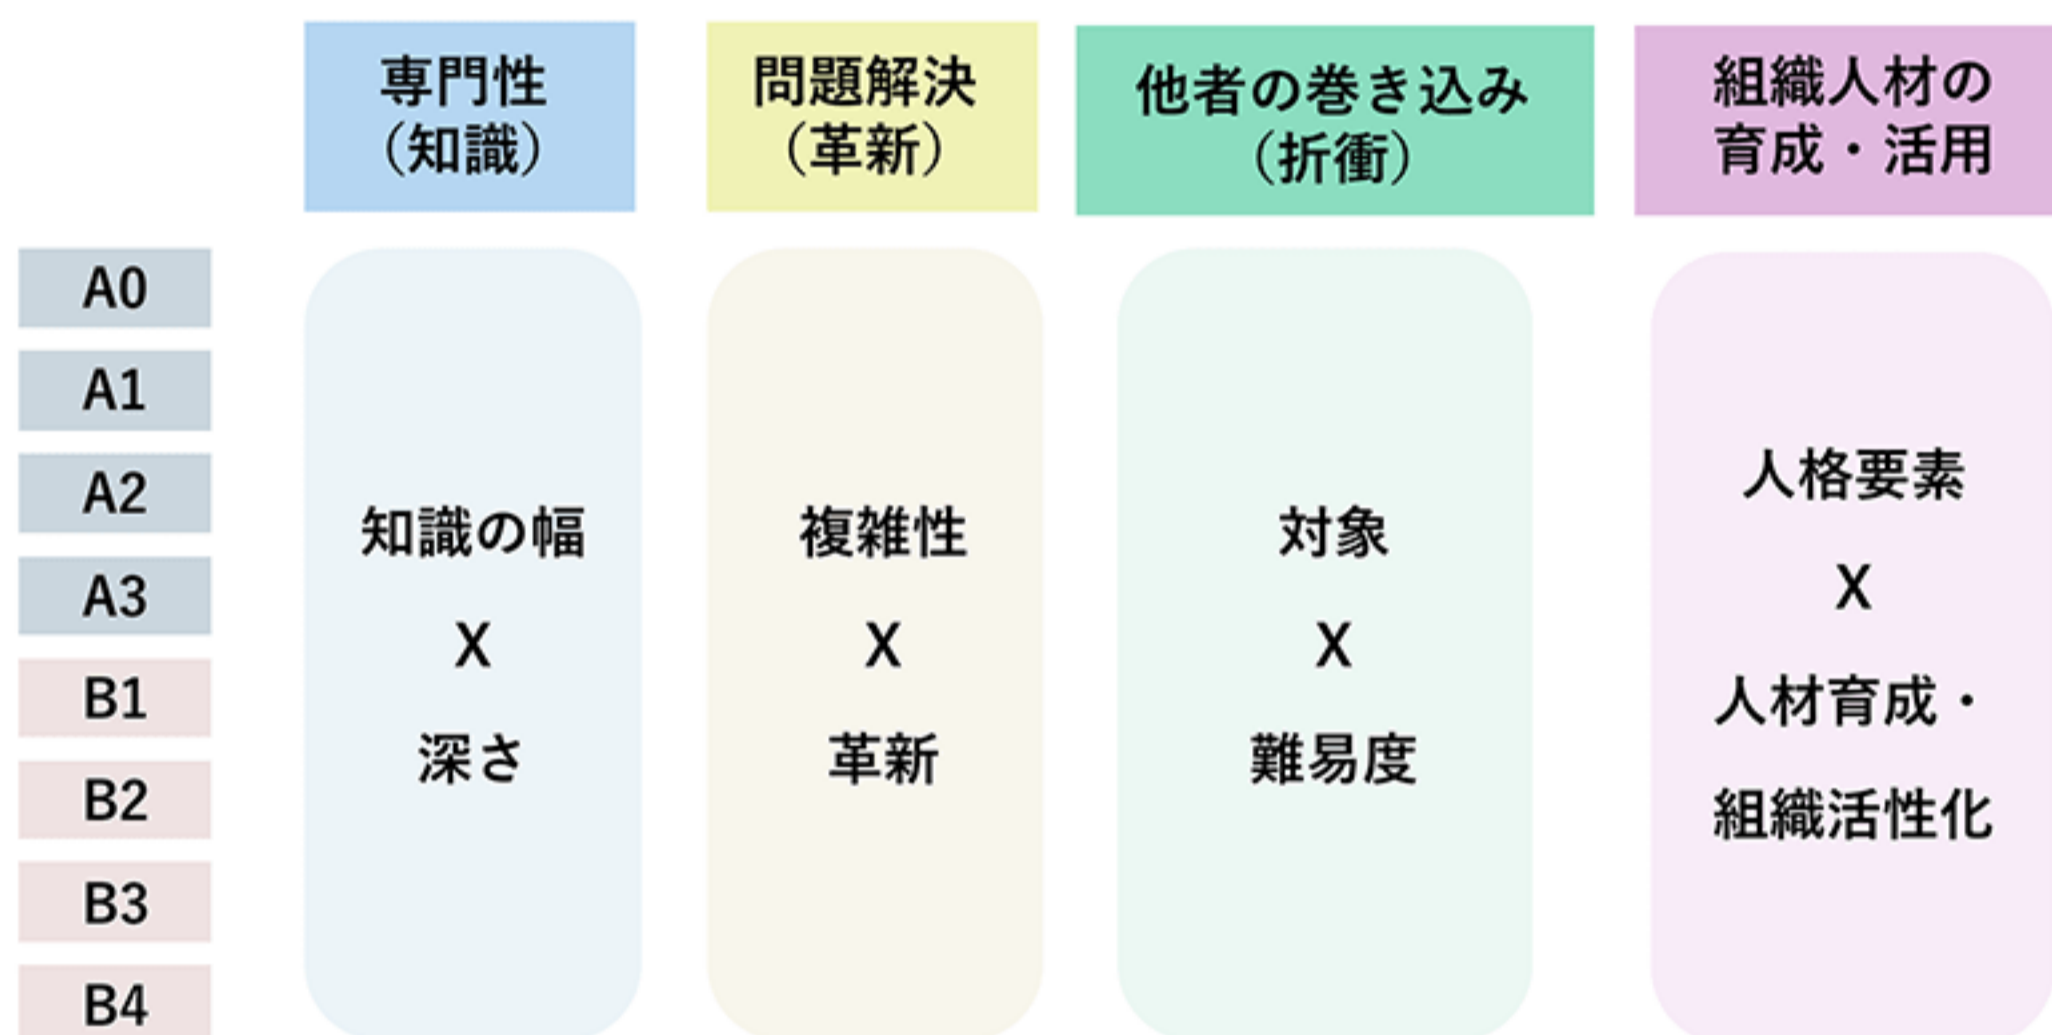 専門性
（知識）
問題解決
（革新）
他者の巻き込み
（折衝）
組織人材の
育成・活用
A0
A1
A2
A3
B1
B2
B3
B4
知識の幅
X
深さ
複雑性
X
革新
対象
X
難易度
人格要素
X
人材育成・
組織活性化